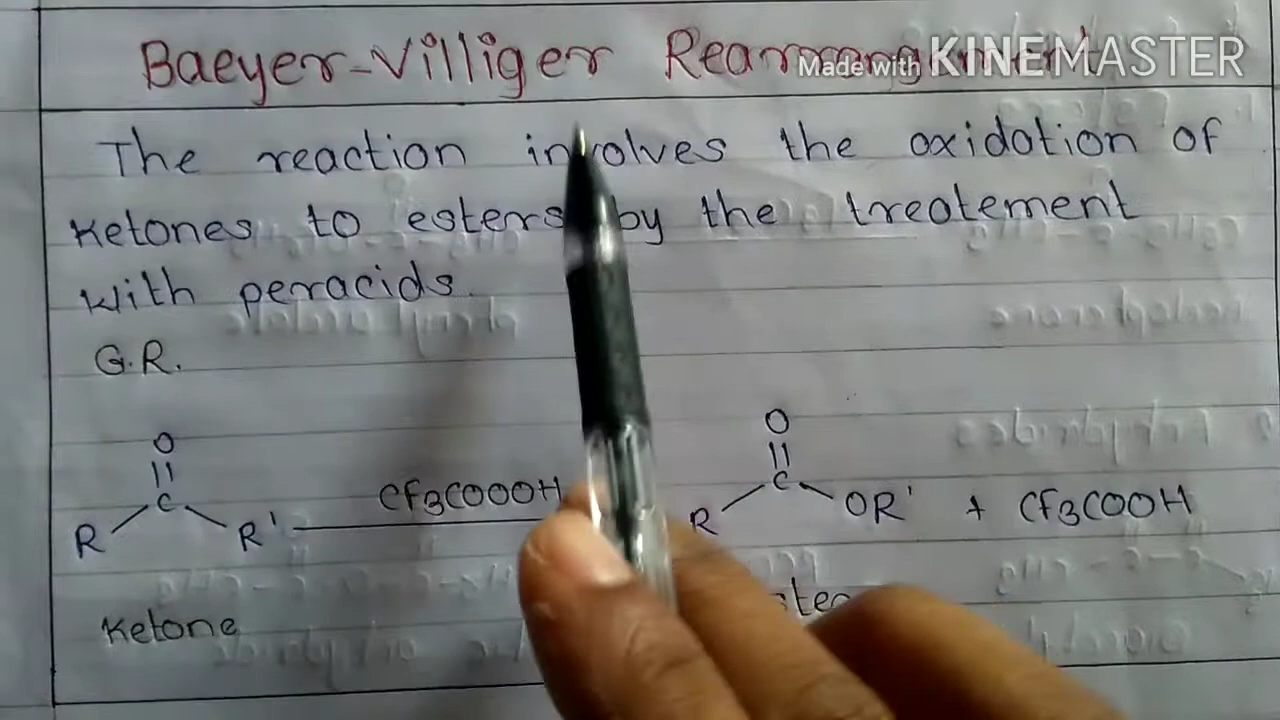 Baeyer-Villiger Rearrangement
Made with KINEMASTER
The reaction involves the oxidation of
Ketones to esters by the treatement
With peracids.
G.R.
O O
|| ||
C CF3COOOH C
R R' R OR' + CF3COOH
Ketone